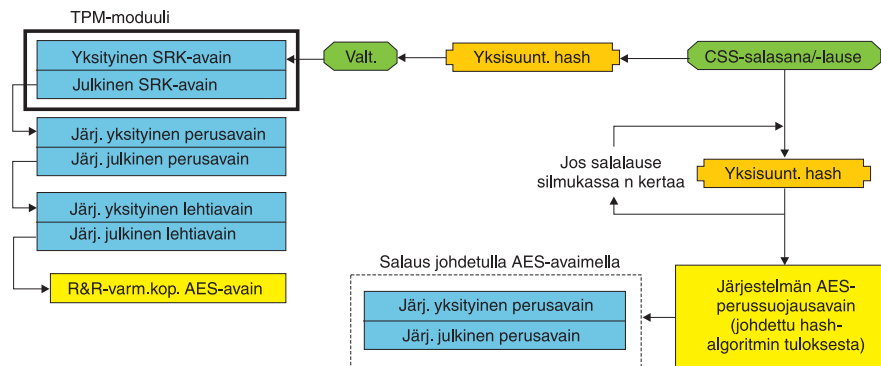 TPM-moduuli
Yksityinen SRK-avain
Julkinen SRK-avain
Valt.
Yksisuunt. hash
CSS-salasana/-lause
Järj. yksityinen perusavain
Järj. julkinen perusavain
Jos salalause
silmukassa n kertaa
Yksisuunt. hash
Järj. yksityinen lehtiavain
Järj. julkinen lehtiavain
R&R-varm.kop. AES-avain
Salaus johdetulla AES-avaimella
Järj. yksityinen perusavain
Järj. julkinen perusavain
Järjestelmän AES-
perussuojausavain
(johdettu hash-
algoritmin tuloksesta)